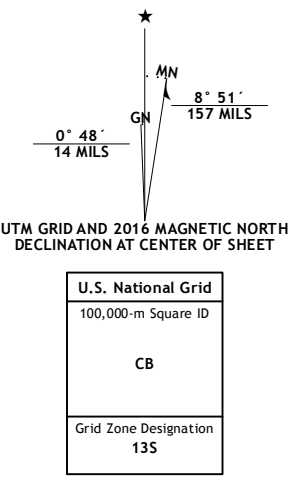 ★
MN
GN
8° 51´
157 MILS
0° 48´
14 MILS
UTM GRID AND 2016 MAGNETIC NORTH
DECLINATION AT CENTER OF SHEET
U.S. National Grid
100,000-m Square ID
CB
Grid Zone Designation
13S